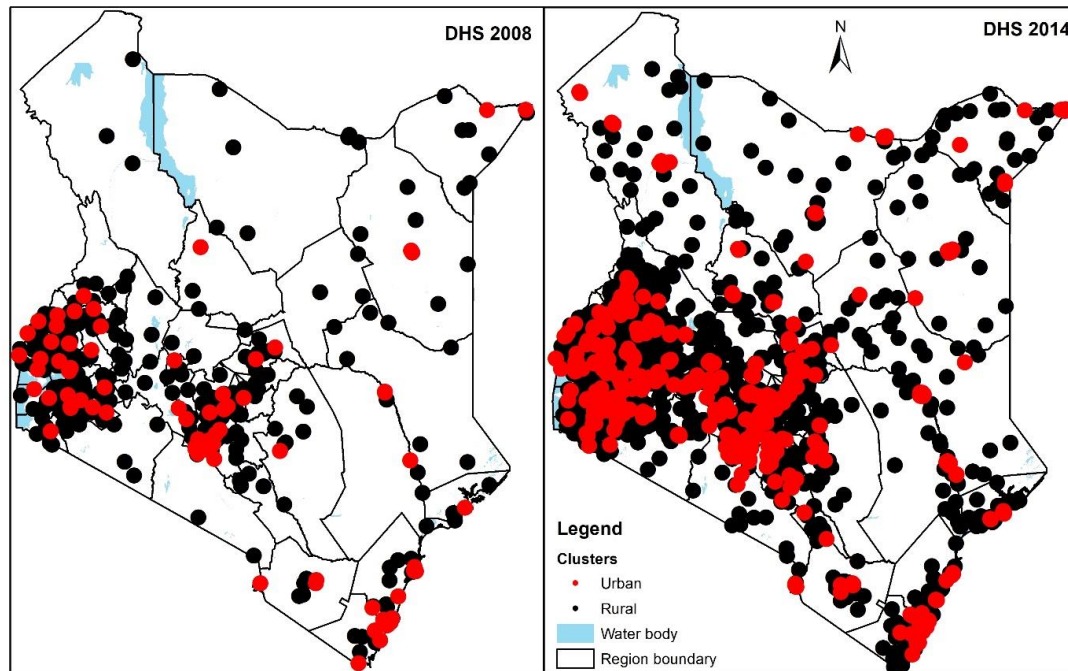 DHS 2008
DHS 2014
N
Legend
Clusters
Urban
Rural
Water body
Region boundary